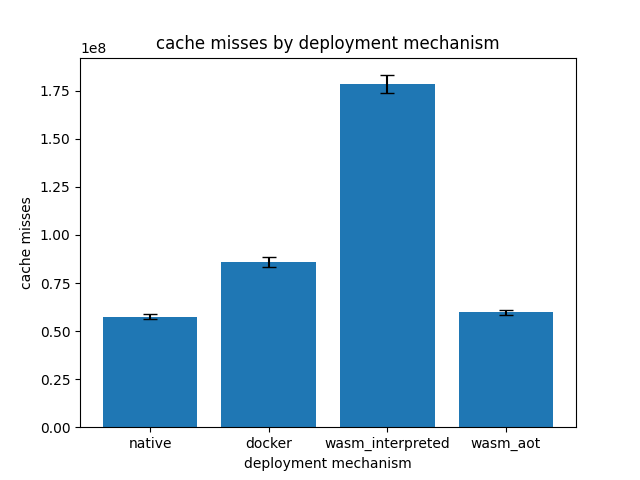 cache misses by deployment mechanism
1e8
1.75
1.50
1.25
1.00
0.75
0.50
0.25
0.00
cache misses
native docker wasm_interpreted wasm_aot
deployment mechanism